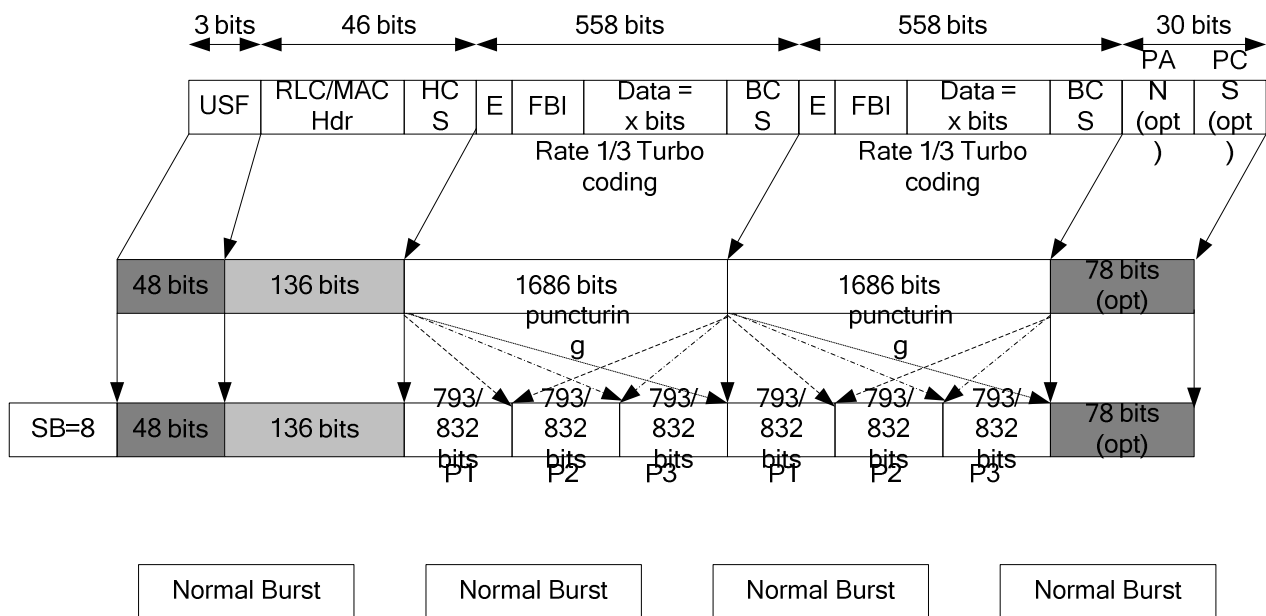 3 bits 46 bits 558 bits 558 bits 30 bits
USF
RLC/MAC
Hdr
HC
S
E
FBI
Data =
x bits
BC
S
E
FBI
Data =
x bits
BC
S
PA
N
(opt
)
PC
S
(opt
)
Rate 1/3 Turbo
coding
Rate 1/3 Turbo
coding
48 bits
136 bits
1686 bits
puncturin
g
1686 bits
puncturin
g
78 bits
(opt)
SB=8
48 bits
136 bits
793/
832
bits
P1
793/
832
bits
P2
793/
832
bits
P3
793/
832
bits
P1
793/
832
bits
P2
793/
832
bits
P3
78 bits
(opt)
Normal Burst Normal Burst Normal Burst Normal Burst